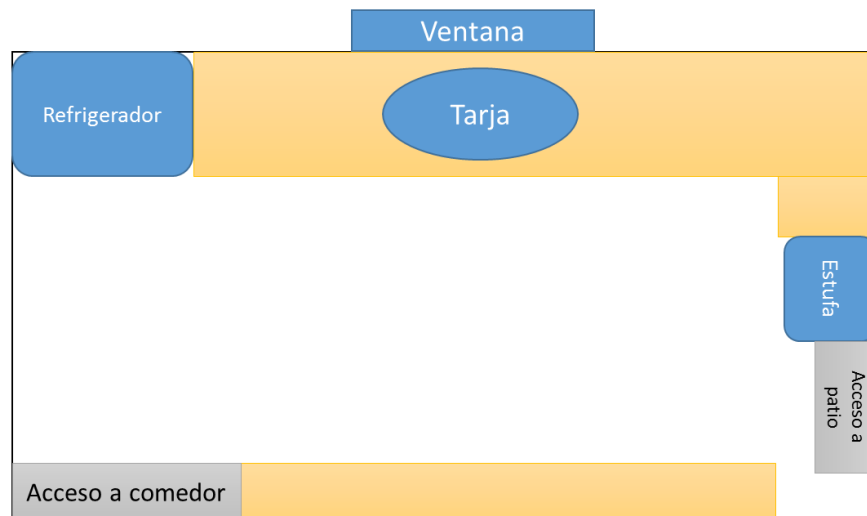 Ventana
Refrigerador
Tarja
Estufa
Acceso a
patio
Acceso a comedor